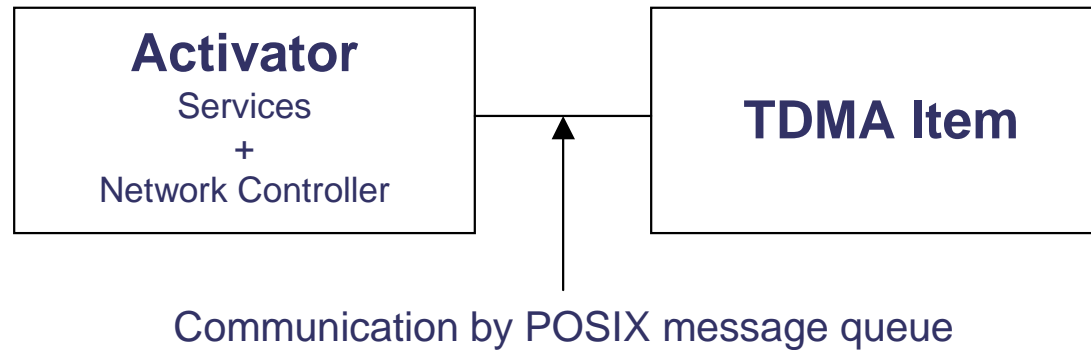 Activator
Services
+
Network Controller
TDMA Item
Communication by POSIX message queue